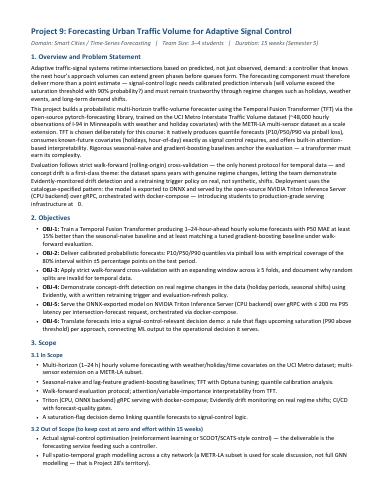 Project 9: Forecasting Urban Traffic Volume for Adaptive Signal Control
Domain: Smart Cities / Time-Series Forecasting | Team Size: 3–4 students | Duration: 15 weeks (Semester 5)
1. Overview and Problem Statement
Adaptive traffic-signal systems retime intersections based on predicted, not just observed, demand: a controller that knows
the next hour's approach volumes can extend green phases before queues form. The forecasting component must therefore
deliver more than a point estimate — signal-control logic needs calibrated prediction intervals (will volume exceed the
saturation threshold with 90% probability?) and must remain trustworthy through regime changes such as holidays, weather
events, and long-term demand shifts.
This project builds a probabilistic multi-horizon traffic-volume forecaster using the Temporal Fusion Transformer (TFT) via the
open-source pytorch-forecasting library, trained on the UCI Metro Interstate Traffic Volume dataset (~48,000 hourly
observations of I-94 in Minneapolis with weather and holiday covariates) with the METR-LA multi-sensor dataset as a scale
extension. TFT is chosen deliberately for this course: it natively produces quantile forecasts (P10/P50/P90 via pinball loss),
consumes known-future covariates (holidays, hour-of-day) exactly as signal control requires, and offers built-in attention-
based interpretability. Rigorous seasonal-naive and gradient-boosting baselines anchor the evaluation — a transformer must
earn its complexity.
Evaluation follows strict walk-forward (rolling-origin) cross-validation — the only honest protocol for temporal data — and
concept drift is a first-class theme: the dataset spans years with genuine regime changes, letting the team demonstrate
Evidently-monitored drift detection and a retraining trigger policy on real, not synthetic, shifts. Deployment uses the
catalogue-specified pattern: the model is exported to ONNX and served by the open-source NVIDIA Triton Inference Server
(CPU backend) over gRPC, orchestrated with docker-compose — introducing students to production-grade serving
infrastructure at 0.
2. Objectives
• OBJ-1: Train a Temporal Fusion Transformer producing 1–24-hour-ahead hourly volume forecasts with P50 MAE at least
15% better than the seasonal-naive baseline and at least matching a tuned gradient-boosting baseline under walk-
forward evaluation.
• OBJ-2: Deliver calibrated probabilistic forecasts: P10/P50/P90 quantiles via pinball loss with empirical coverage of the
80% interval within ±5 percentage points on the test period.
• OBJ-3: Apply strict walk-forward cross-validation with an expanding window across ≥ 5 folds, and document why random
splits are invalid for temporal data.
• OBJ-4: Demonstrate concept-drift detection on real regime changes in the data (holiday periods, seasonal shifts) using
Evidently, with a written retraining trigger and evaluation-refresh policy.
• OBJ-5: Serve the ONNX-exported model on NVIDIA Triton Inference Server (CPU backend) over gRPC with ≤ 200 ms P95
latency per intersection-forecast request, orchestrated via docker-compose.
• OBJ-6: Translate forecasts into a signal-control-relevant decision demo: a rule that flags upcoming saturation (P90 above
threshold) per approach, connecting ML output to the operational decision it serves.
3. Scope
3.1 In Scope
• Multi-horizon (1–24 h) hourly volume forecasting with weather/holiday/time covariates on the UCI Metro dataset; multi-
sensor extension on a METR-LA subset.
• Seasonal-naive and lag-feature gradient-boosting baselines; TFT with Optuna tuning; quantile calibration analysis.
• Walk-forward evaluation protocol; attention/variable-importance interpretability from TFT.
• Triton (CPU, ONNX backend) gRPC serving with docker-compose; Evidently drift monitoring on real regime shifts; CI/CD
with forecast-quality gates.
• A saturation-flag decision demo linking quantile forecasts to signal-control logic.
3.2 Out of Scope (to keep cost at zero and effort within 15 weeks)
• Actual signal-control optimisation (reinforcement learning or SCOOT/SCATS-style control) — the deliverable is the
forecasting service feeding such a controller.
• Full spatio-temporal graph modelling across a city network (a METR-LA subset is used for scale discussion, not full GNN
modelling — that is Project 28's territory).